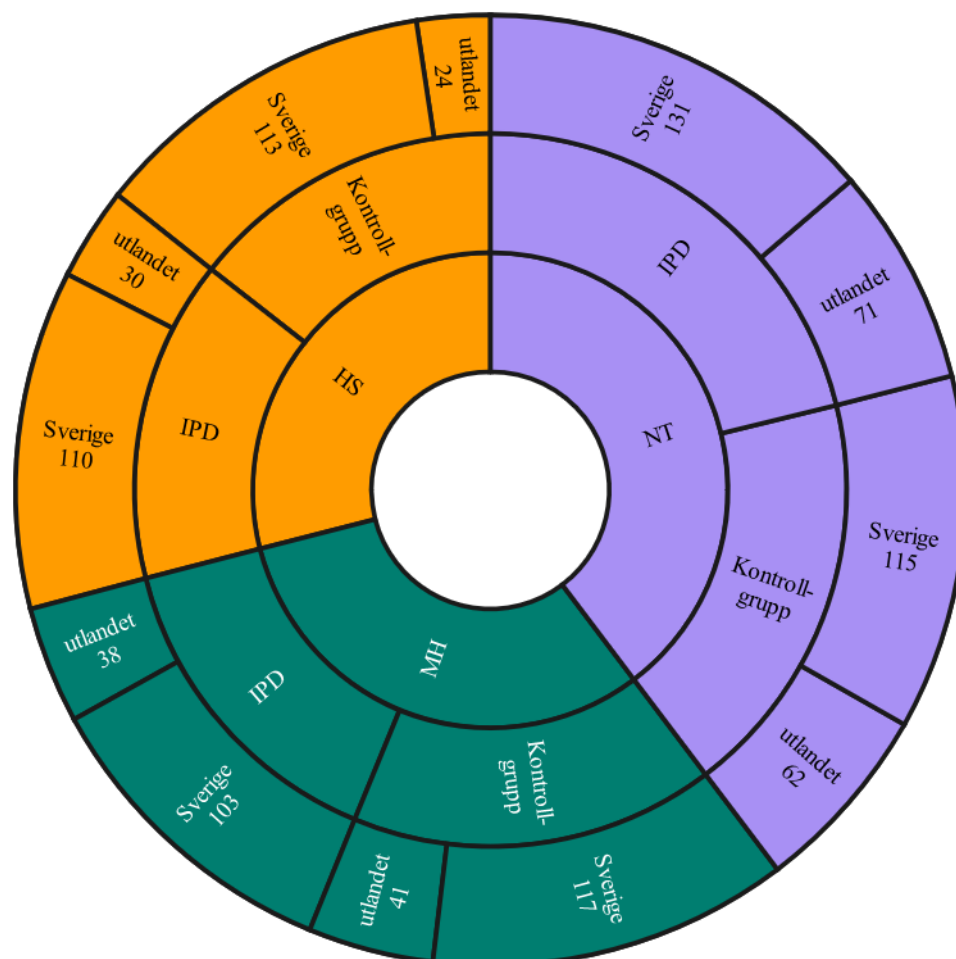 NT
IPD
Sverige
131
utlandet
71
Kontroll-
grupp
Sverige
115
utlandet
62
MH
Kontroll-
grupp
Sverige
117
utlandet
41
IPD
Sverige
103
utlandet
38
HS
IPD
Sverige
110
utlandet
30
Kontroll-
grupp
Sverige
113
utlandet
24